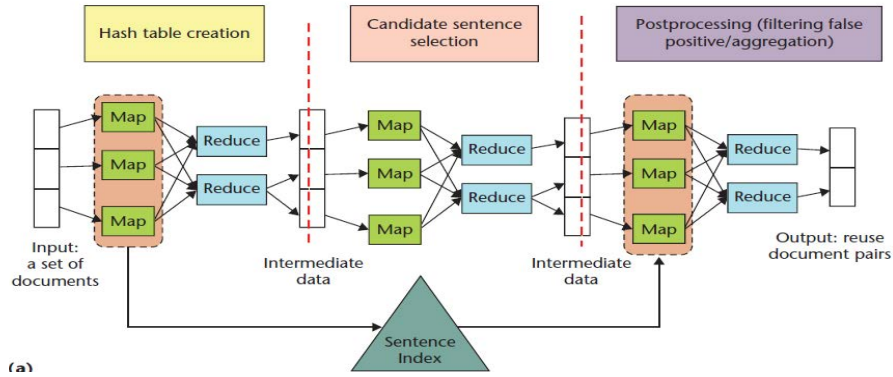 Hash table creation
Candidate sentence
selection
Postprocessing (filtering false
positive/aggregation)
Map
Map
Map
Reduce
Reduce
Map
Map
Map
Reduce
Reduce
Map
Map
Map
Reduce
Reduce
Input:
a set of
documents
Intermediate
data
Intermediate
data
Output: reuse
document pairs
Sentence
Index
(a)